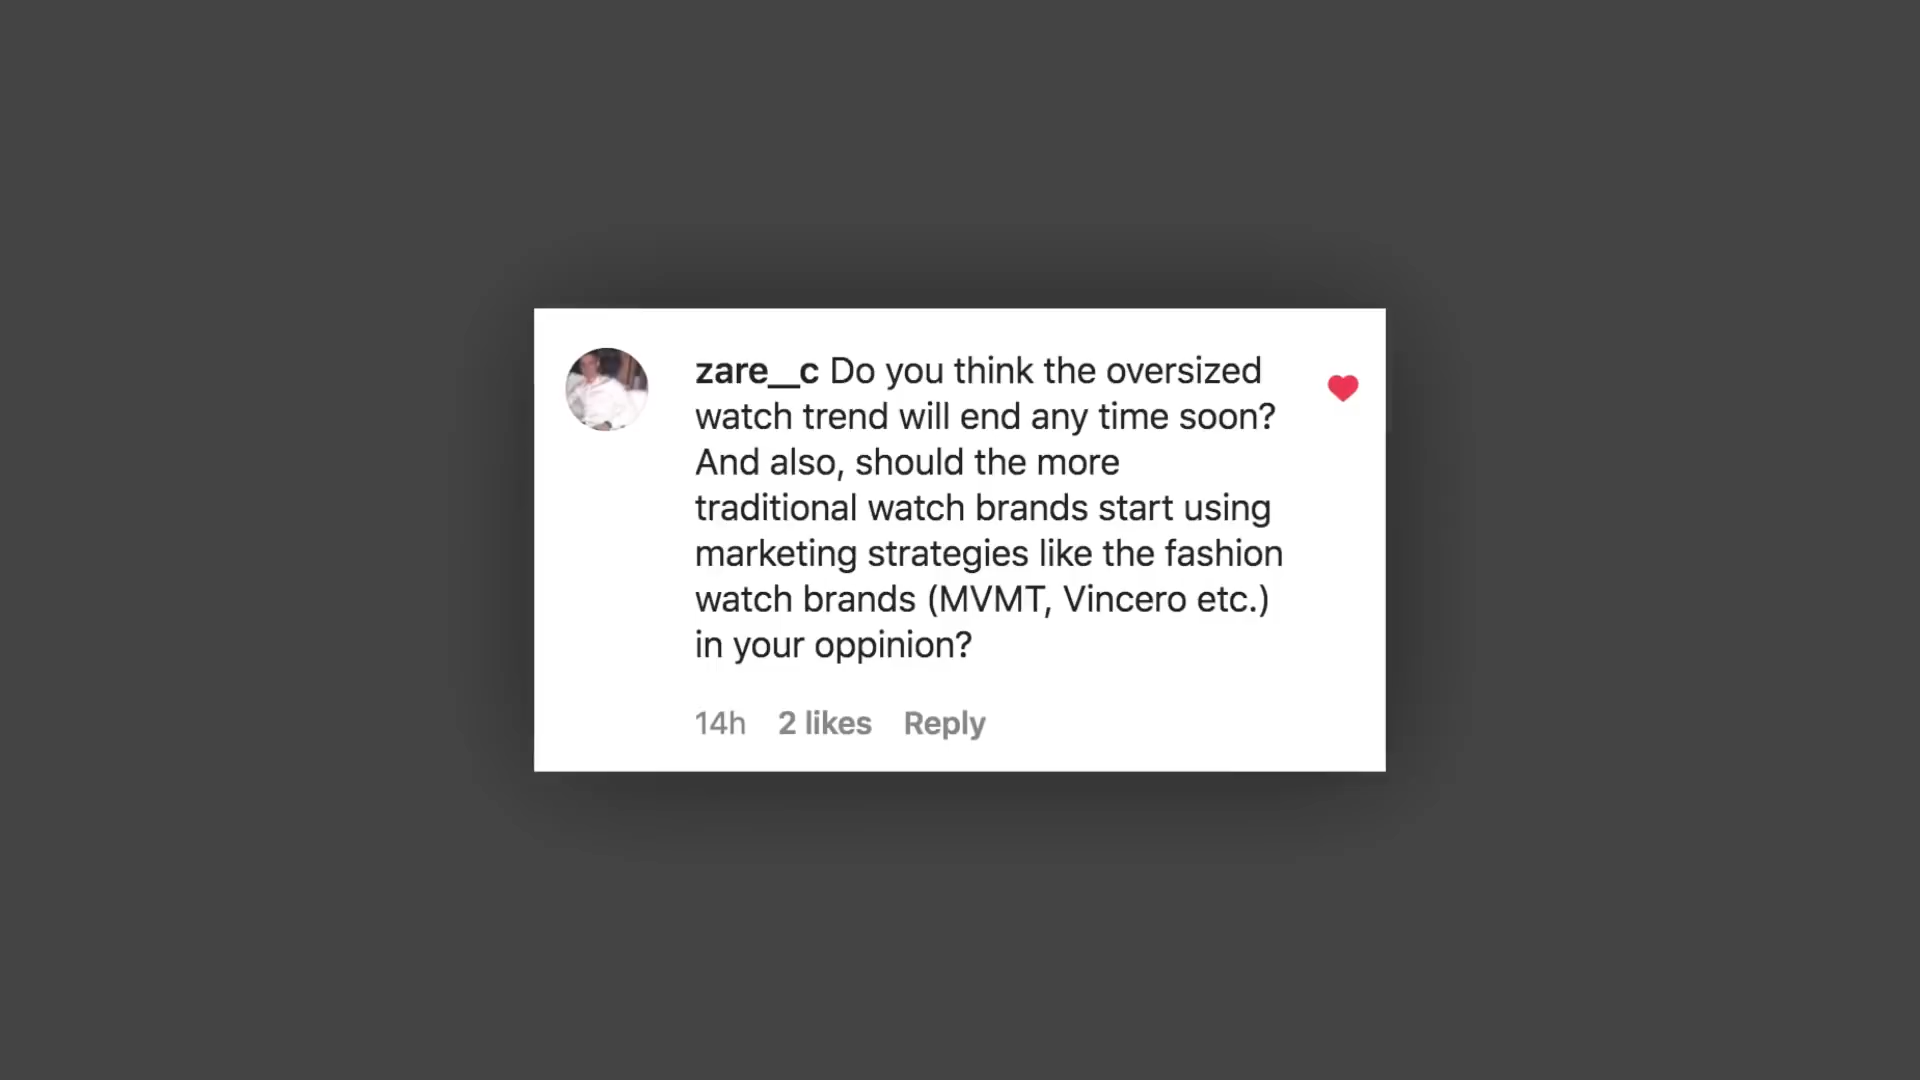 zare__c Do you think the oversized
watch trend will end any time soon?
And also, should the more
traditional watch brands start using
marketing strategies like the fashion
watch brands (MVMT, Vincero etc.)
in your oppinion?
14h 2 likes Reply